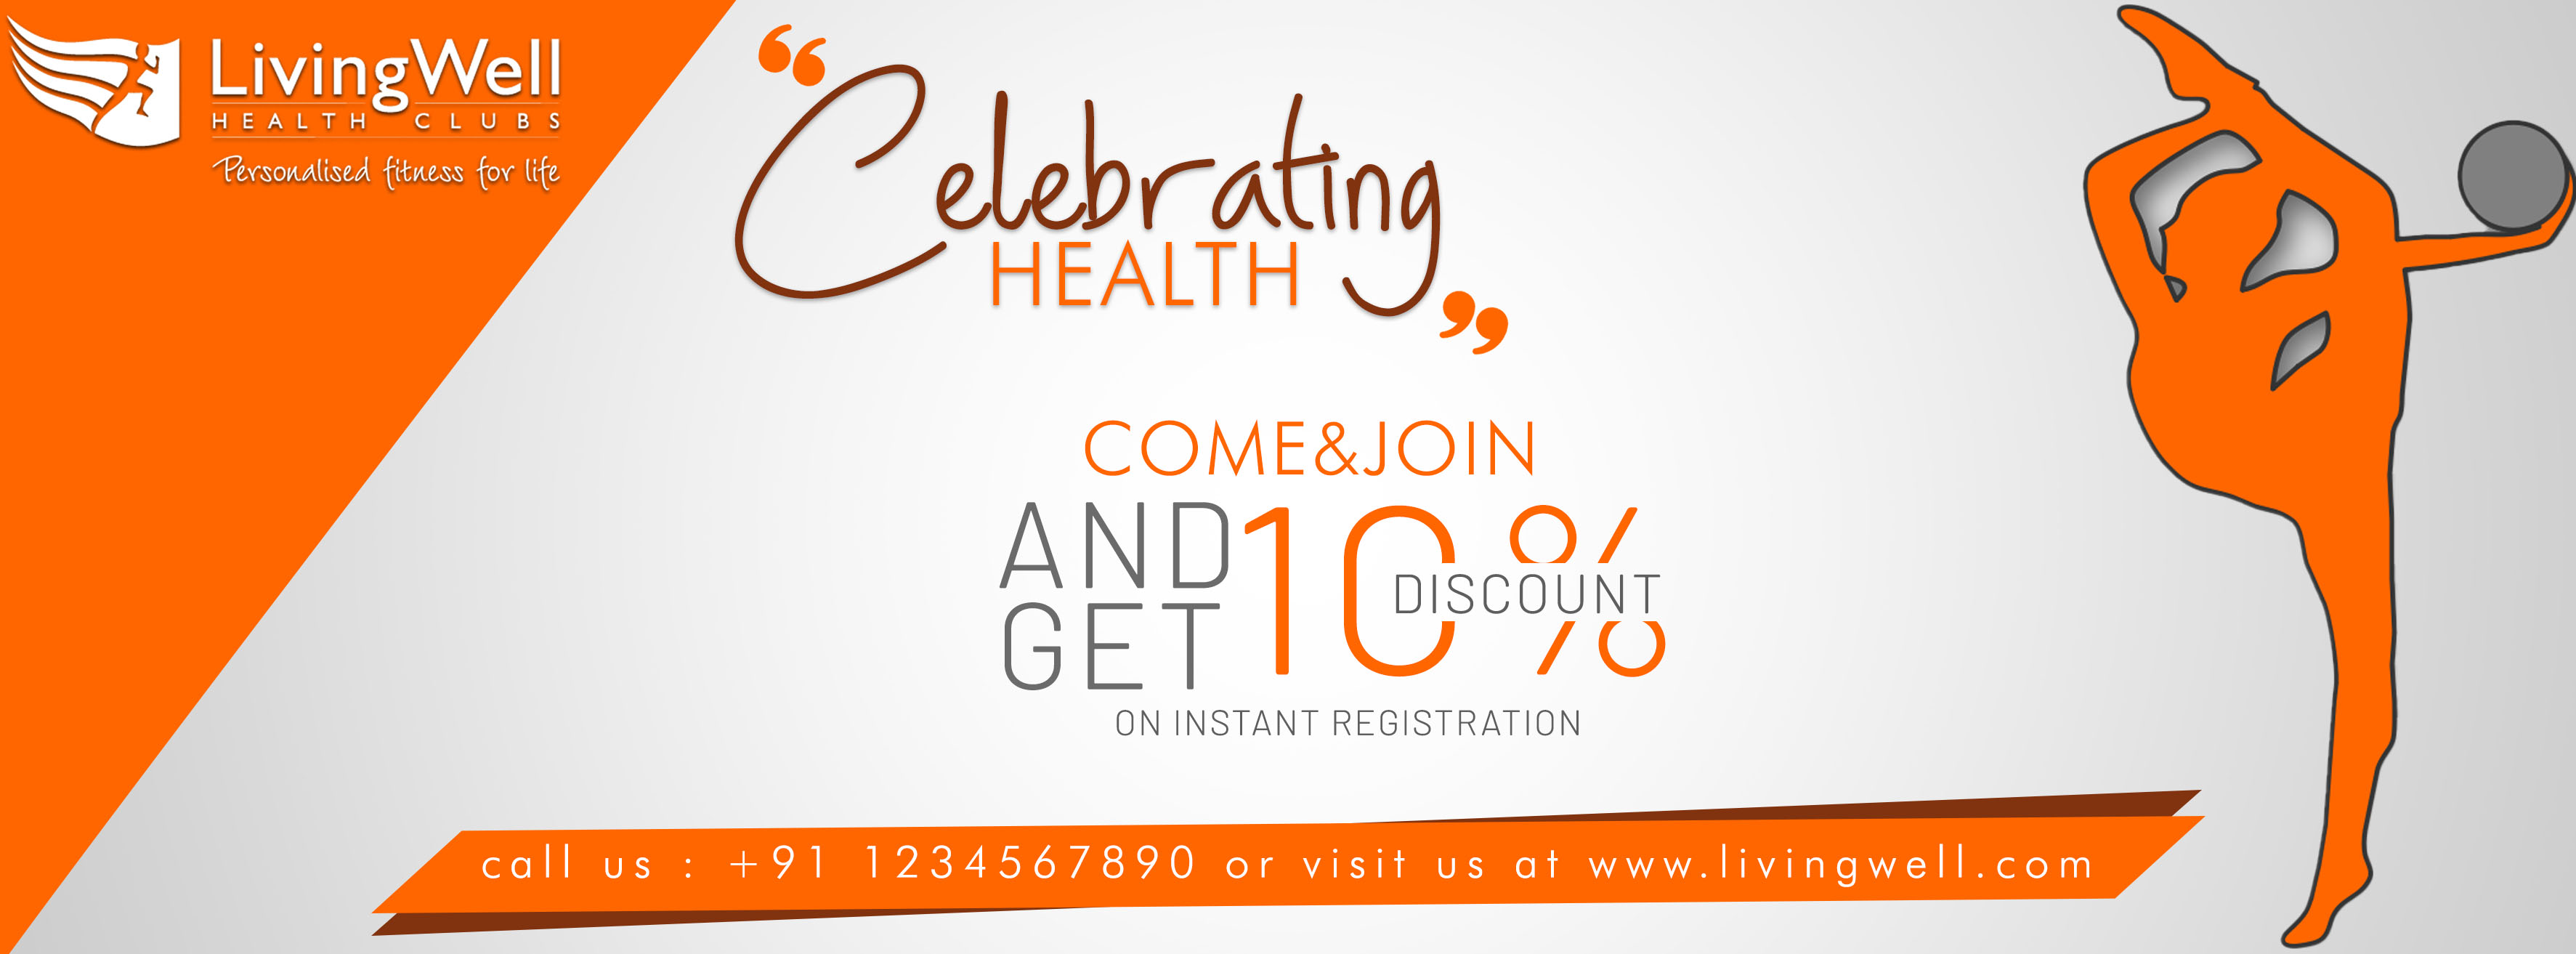 LivingWell
HEALTH CLUBS
Personalised fitness for life
“Celebrating
HEALTH”
COME&JOIN
AND
GET
10%
DISCOUNT
ON INSTANT REGISTRATION
call us : +91 1234567890 or visit us at www.livingwell.com